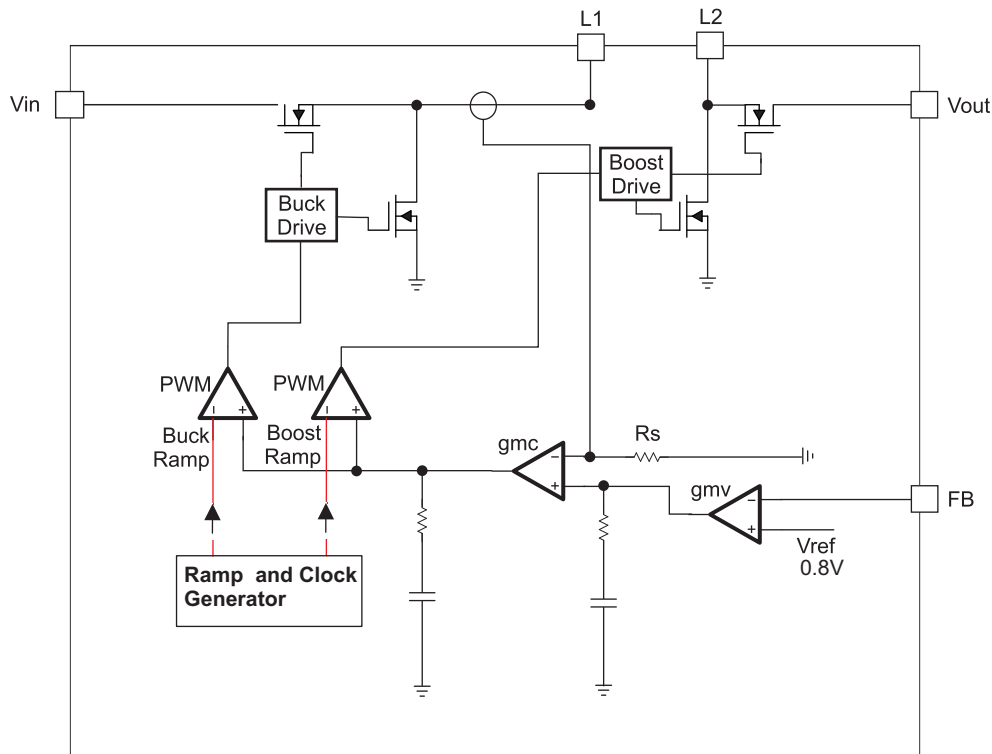 L1
L2
Vin
Vout
Boost
Drive
Buck
Drive
PWM
PWM
Buck
Ramp
Boost
Ramp
gmc
Rs
gmv
FB
Vref
0.8V
Ramp and Clock
Generator